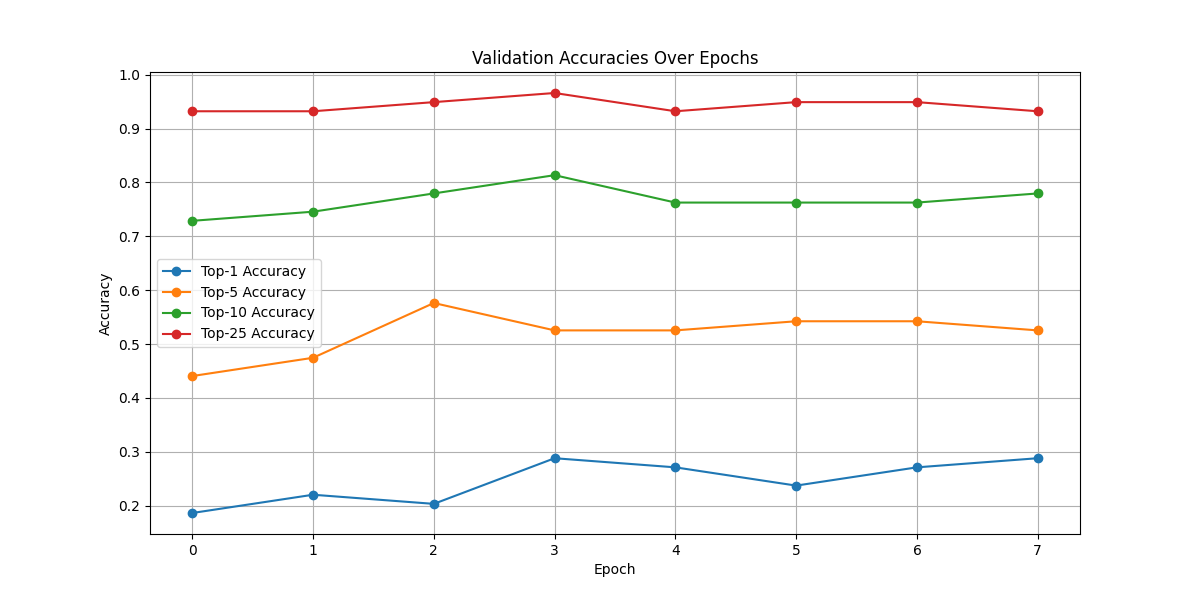 Validation Accuracies Over Epochs
1.0
0.9
0.8
0.7
0.6
0.5
0.4
0.3
0.2
Accuracy
Top-1 Accuracy
Top-5 Accuracy
Top-10 Accuracy
Top-25 Accuracy
0 1 2 3 4 5 6 7
Epoch